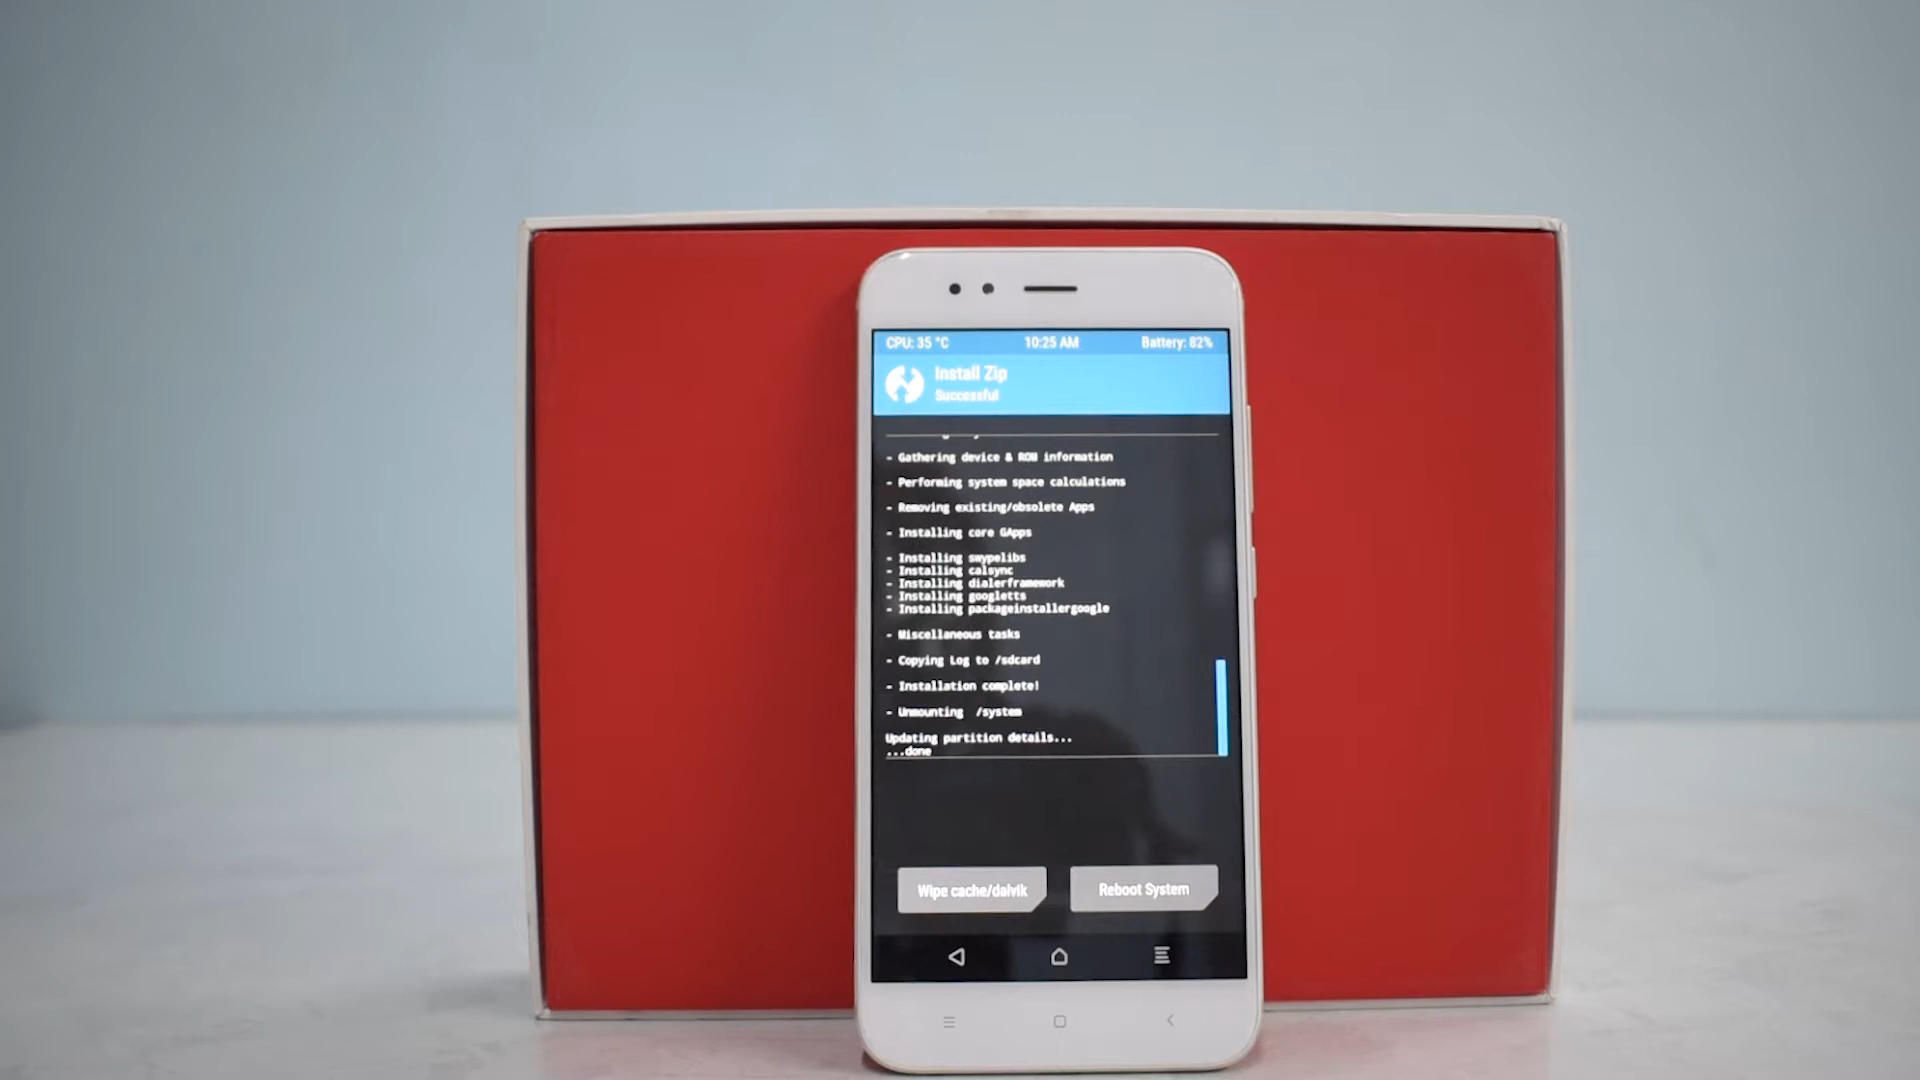 CPU: 35 °C 10:25 AM Battery: 82%
Install Zip
Successful
- Gathering device & ROM information
- Performing system space calculations
- Removing existing/obsolete Apps
- Installing core GApps
- Installing swypelibs
- Installing calsync
- Installing dialerframework
- Installing googletts
- Installing packageinstallergoogle
- Miscellaneous tasks
- Copying Log to /sdcard
- Installation complete!
- Unmounting /system
Updating partition details...
...done
Wipe cache/dalvik Reboot System